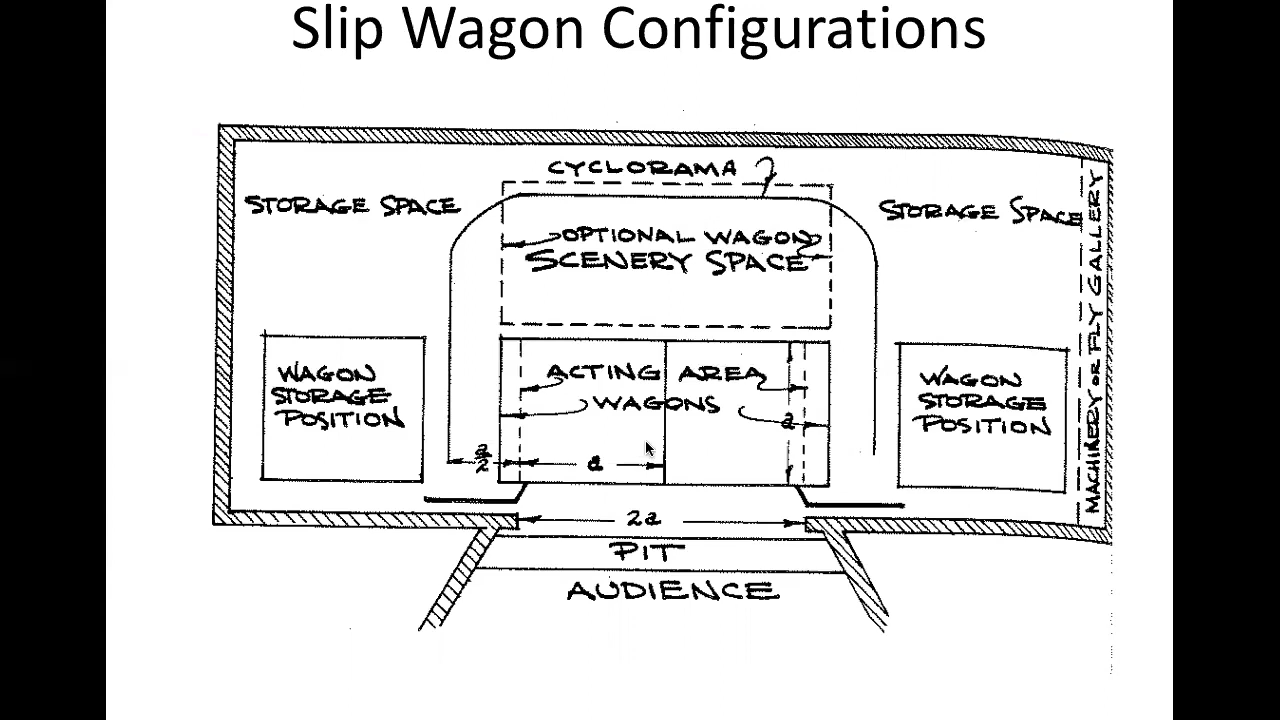 Slip Wagon Configurations
CYCLORAMA
STORAGE SPACE
STORAGE SPACE
OPTIONAL WAGON
SCENERY SPACE
MACHINERY OR FLY GALLERY
WAGON
STORAGE
POSITION
ACTING AREA
WAGONS
WAGON
STORAGE
POSITION
a
a/2
a
2a
PIT
AUDIENCE